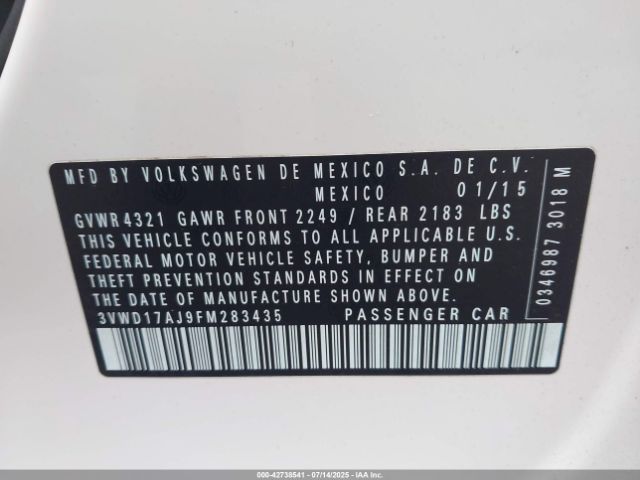 MFD BY VOLKSWAGEN DE MEXICO S.A. DE C.V.
MEXICO 01/15
GVWR 4321 GAWR FRONT 2249 / REAR 2183 LBS
THIS VEHICLE CONFORMS TO ALL APPLICABLE U.S.
FEDERAL MOTOR VEHICLE SAFETY, BUMPER AND
THEFT PREVENTION STANDARDS IN EFFECT ON
THE DATE OF MANUFACTURE SHOWN ABOVE.
3VWD17AJ9FM283435 PASSENGER CAR
0346987 3018 M
000-42738541 - 07/14/2025 - IAAI.CA